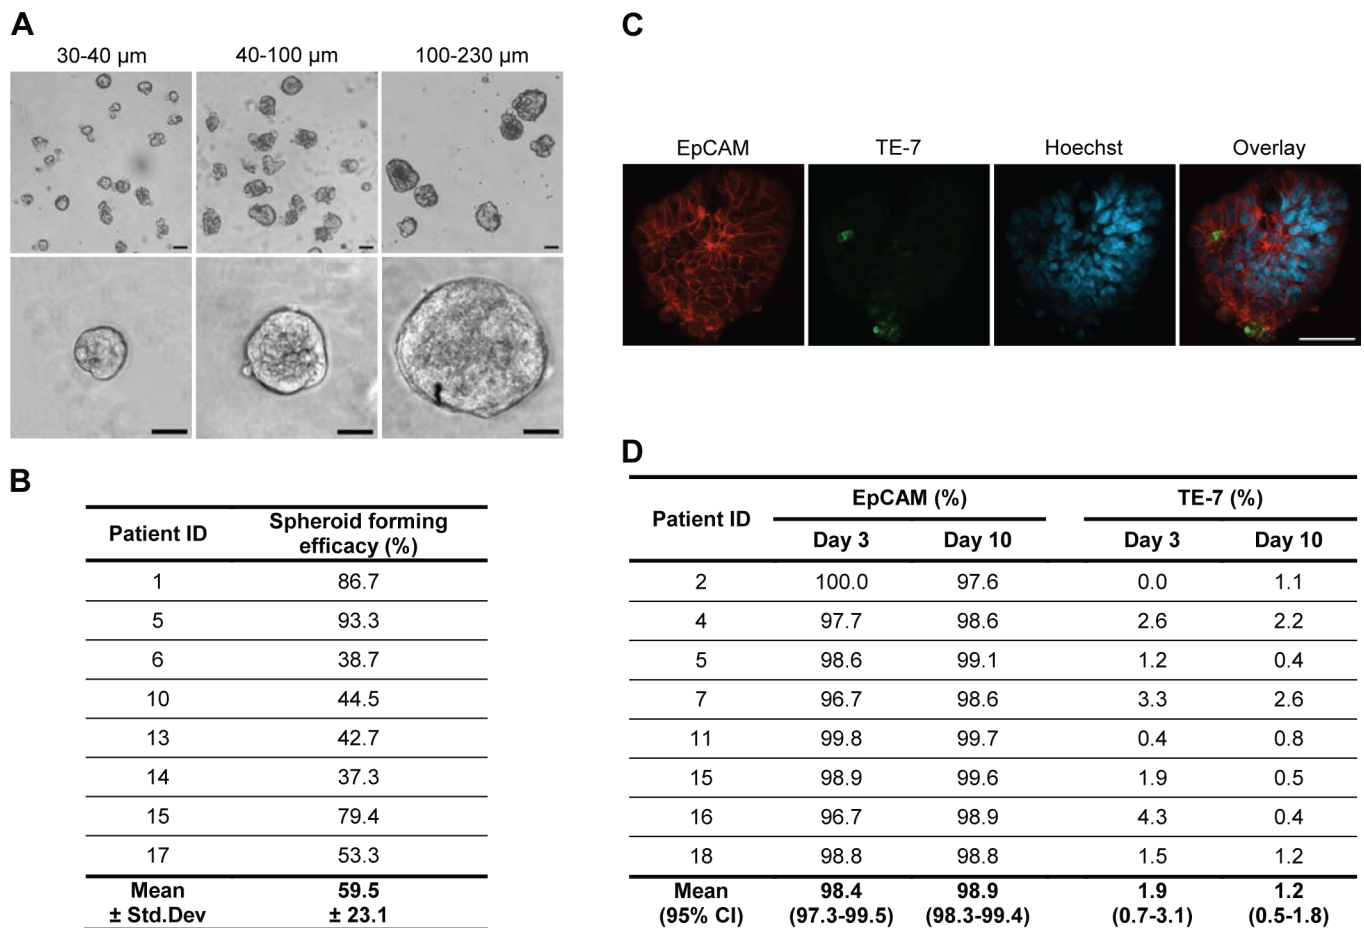 A
30-40 µm 40-100 µm 100-230 µm
B
Patient ID Spheroid forming efficacy (%)
1 86.7
5 93.3
6 38.7
10 44.5
13 42.7
14 37.3
15 79.4
17 53.3
Mean 59.5
± Std.Dev ± 23.1
C
EpCAM TE-7 Hoechst Overlay
D
Patient ID EpCAM (%) TE-7 (%)
Day 3 Day 10 Day 3 Day 10
2 100.0 97.6 0.0 1.1
4 97.7 98.6 2.6 2.2
5 98.6 99.1 1.2 0.4
7 96.7 98.6 3.3 2.6
11 99.8 99.7 0.4 0.8
15 98.9 99.6 1.9 0.5
16 96.7 98.9 4.3 0.4
18 98.8 98.8 1.5 1.2
Mean 98.4 98.9 1.9 1.2
(95% CI) (97.3-99.5) (98.3-99.4) (0.7-3.1) (0.5-1.8)